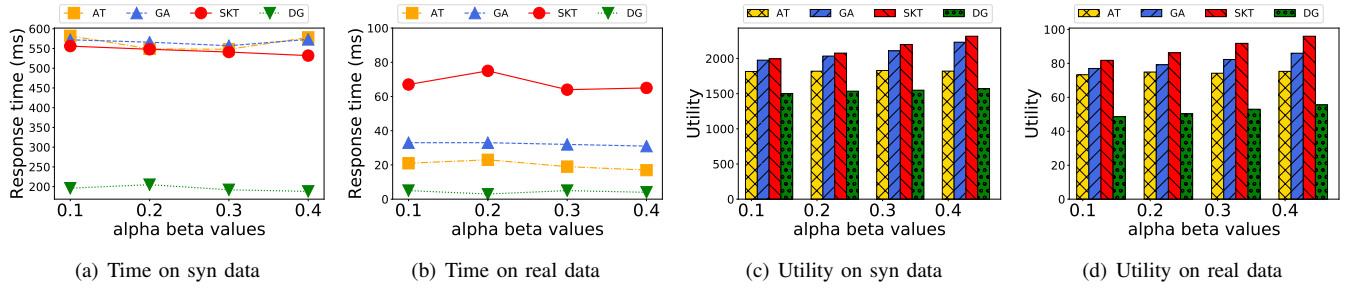 AT GA SKT DG
Response time (ms)
600
550
500
450
400
350
300
250
200
0.1 0.2 0.3 0.4
alpha beta values
(a) Time on syn data
AT GA SKT DG
Response time (ms)
100
80
60
40
20
0
0.1 0.2 0.3 0.4
alpha beta values
(b) Time on real data
AT GA SKT DG
Utility
2000
1500
1000
500
0
0.1 0.2 0.3 0.4
alpha beta values
(c) Utility on syn data
AT GA SKT DG
Utility
100
80
60
40
20
0
0.1 0.2 0.3 0.4
alpha beta values
(d) Utility on real data